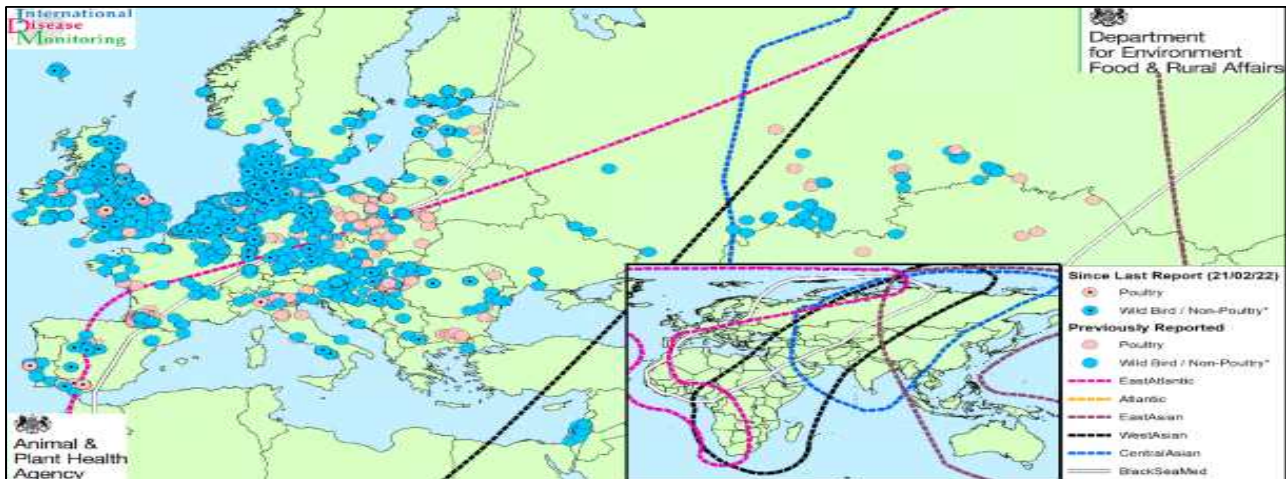 International
Disease
Monitoring
Department
for Environment
Food & Rural Affairs
Since Last Report (21/02/22)
Poultry
Wild Bird / Non-Poultry*
Previously Reported
Poultry
Wild Bird / Non-Poultry*
EastAtlantic
Atlantic
EastAsian
WestAsian
CentralAsian
BlackSeaMed
Animal &
Plant Health
Agency